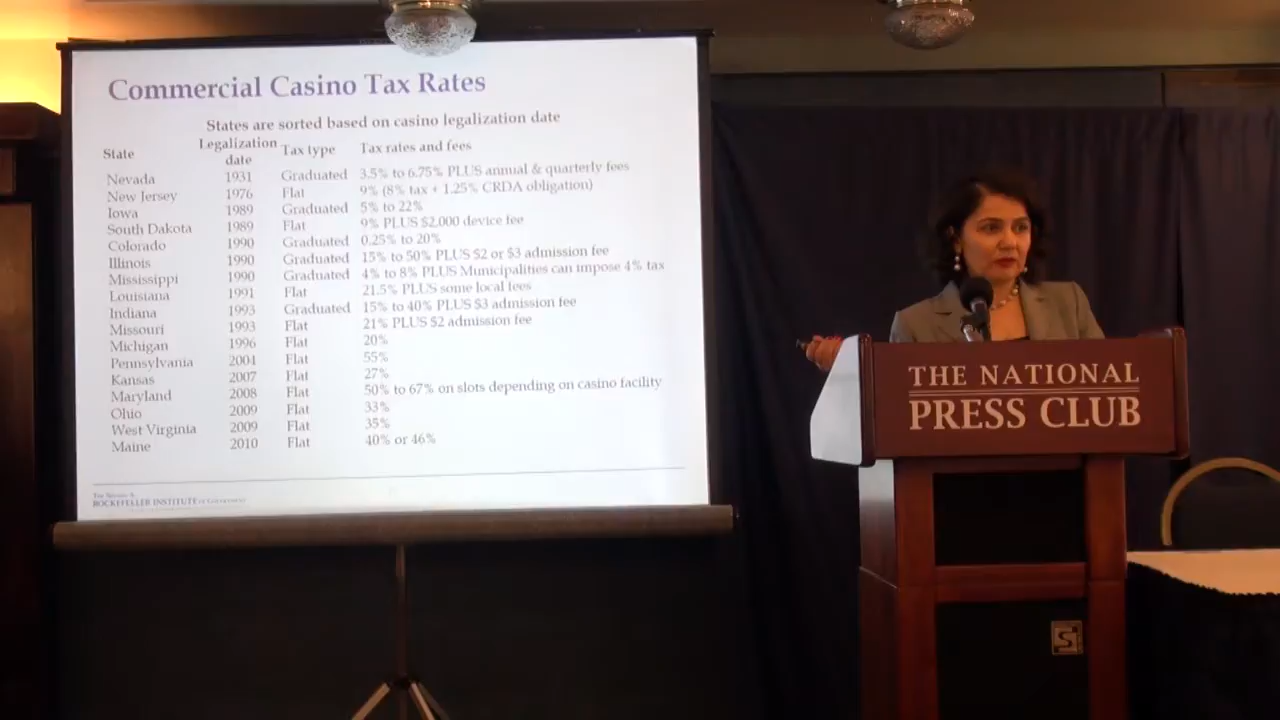 Commercial Casino Tax Rates
States are sorted based on casino legalization date
State Legalization date Tax type Tax rates and fees
Nevada 1931 Graduated 3.5% to 6.75% PLUS annual & quarterly fees
New Jersey 1976 Flat 9% (8% tax + 1.25% CRDA obligation)
Iowa 1989 Graduated 5% to 22%
South Dakota 1989 Flat 9% PLUS $2,000 device fee
Colorado 1990 Graduated 0.25% to 20%
Illinois 1990 Graduated 15% to 50% PLUS $2 or $3 admission fee
Mississippi 1990 Graduated 4% to 8% PLUS Municipalities can impose 4% tax
Louisiana 1991 Flat 21.5% PLUS some local fees
Indiana 1993 Graduated 15% to 40% PLUS $3 admission fee
Missouri 1993 Flat 21% PLUS $2 admission fee
Michigan 1996 Flat 20%
Pennsylvania 2004 Flat 55%
Kansas 2007 Flat 27%
Maryland 2008 Flat 50% to 67% on slots depending on casino facility
Ohio 2009 Flat 33%
West Virginia 2009 Flat 35%
Maine 2010 Flat 40% or 46%
ROCKEFELLER INSTITUTE OF GOVERNMENT
THE NATIONAL
PRESS CLUB
S